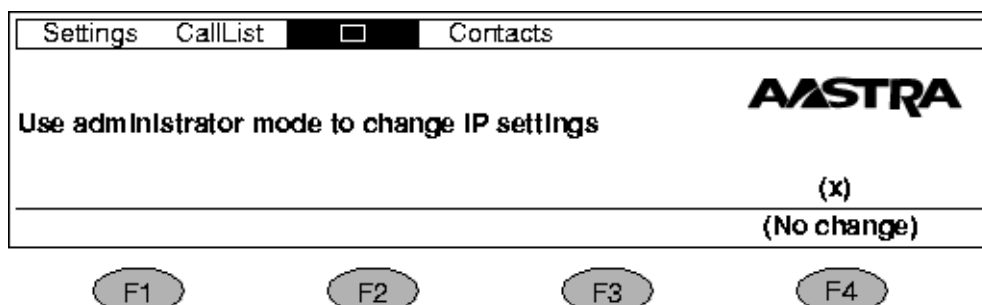 Settings CallList Contacts
AASTRA
Use administrator mode to change IP settings
(x)
(No change)
F1 F2 F3 F4